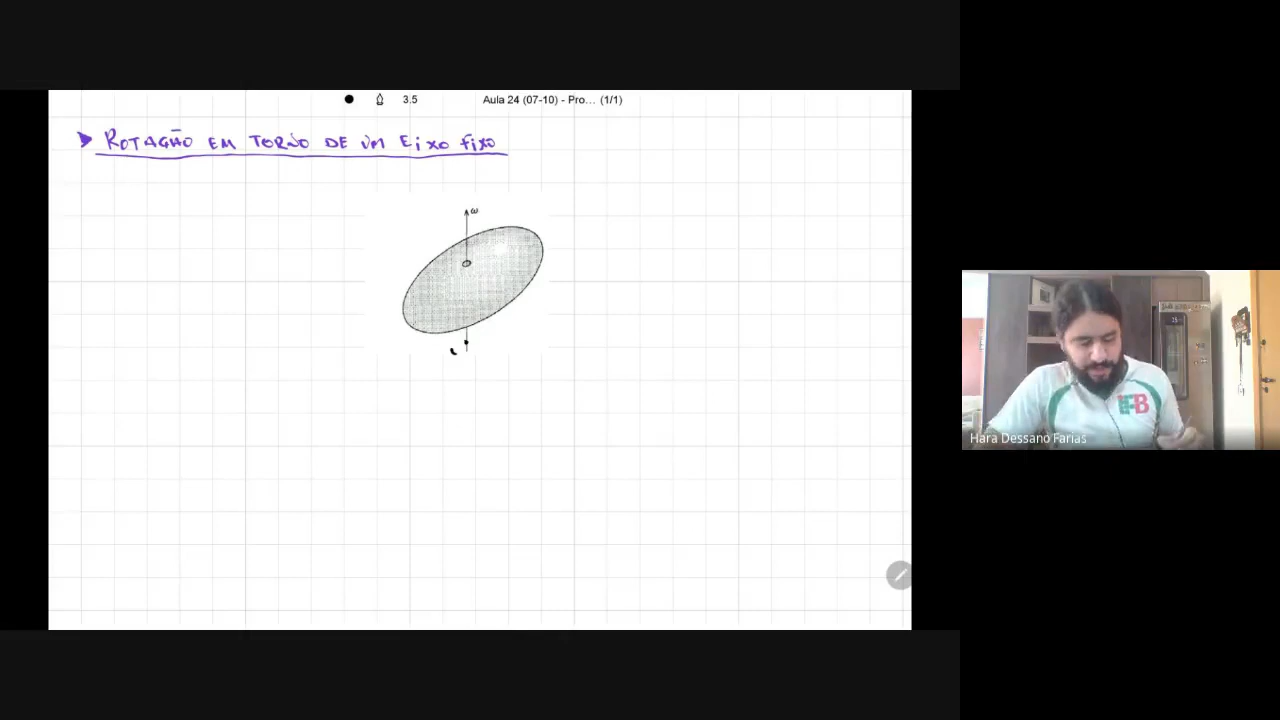 3.5 Aula 24 (07-10) - Pro... (1/1)
ROTAÇÃO EM TORNO DE UM EIXO FIXO
ω
IFB
Hara Dessano Farias